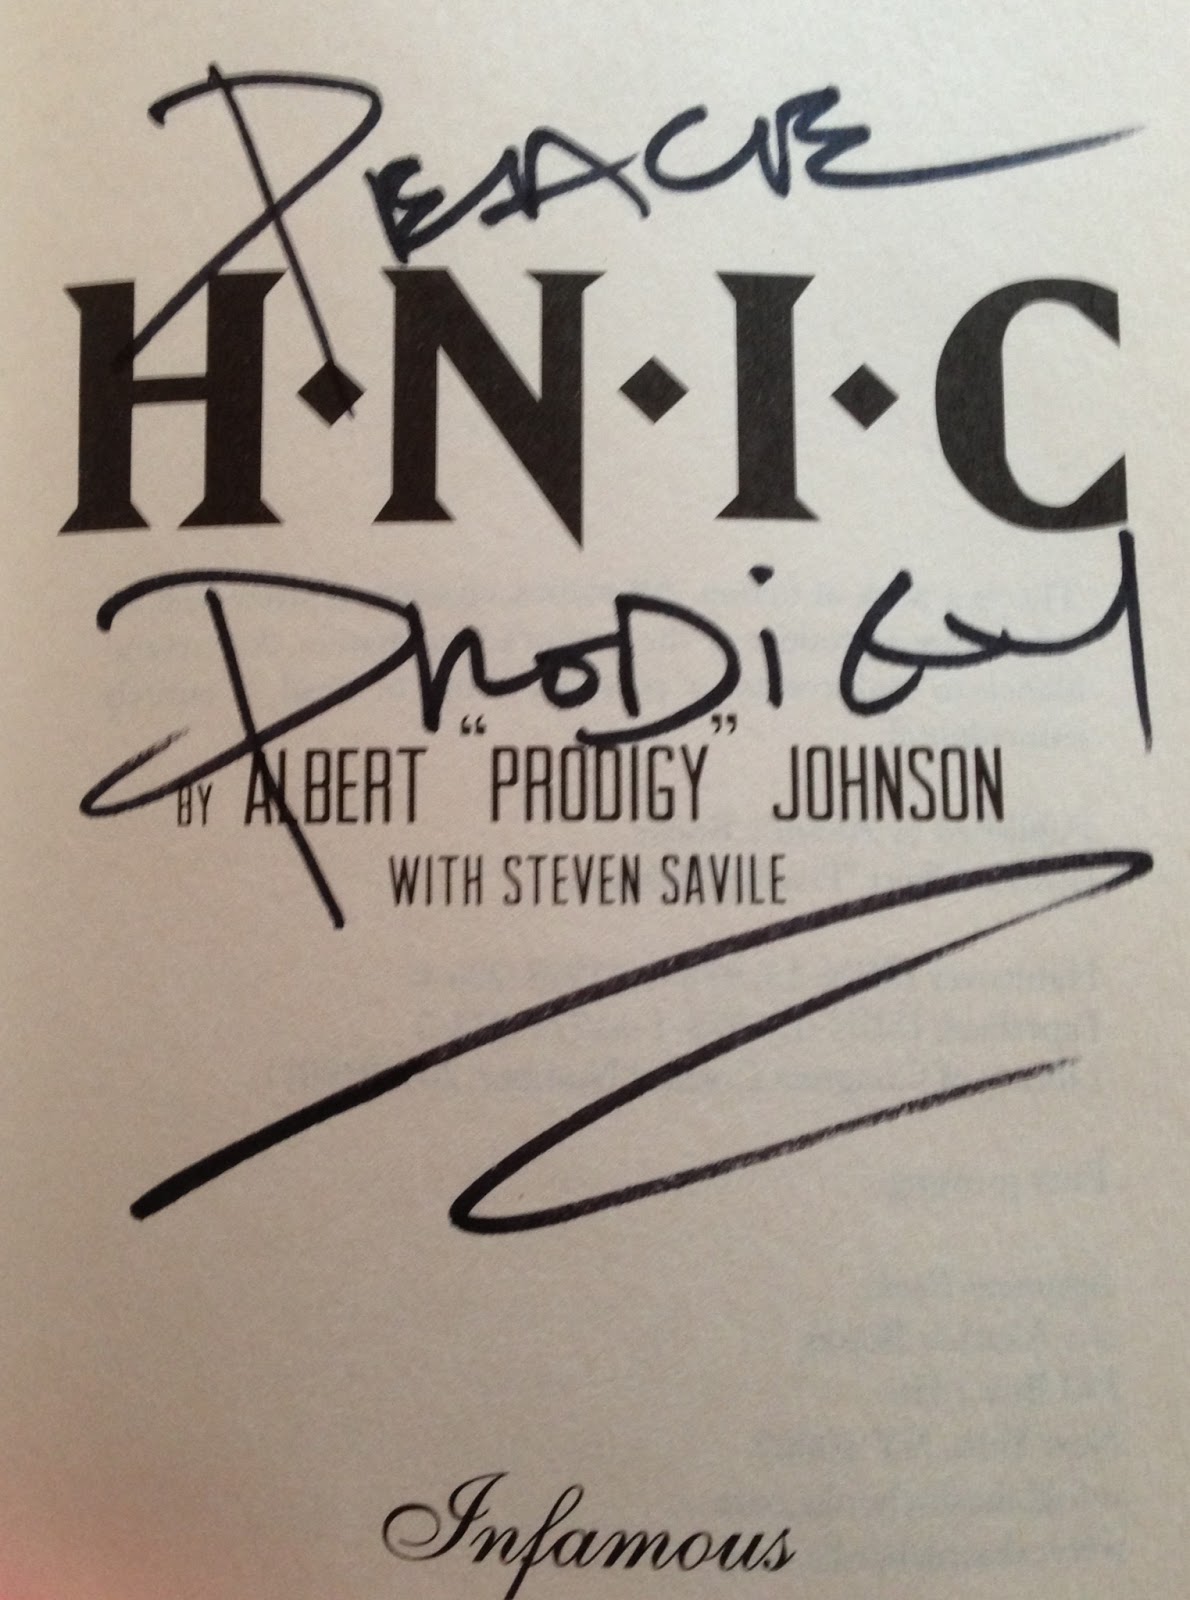 PEACE
H·N·I·C
PRODIGY
BY ALBERT "PRODIGY" JOHNSON
WITH STEVEN SAVILE
Infamous